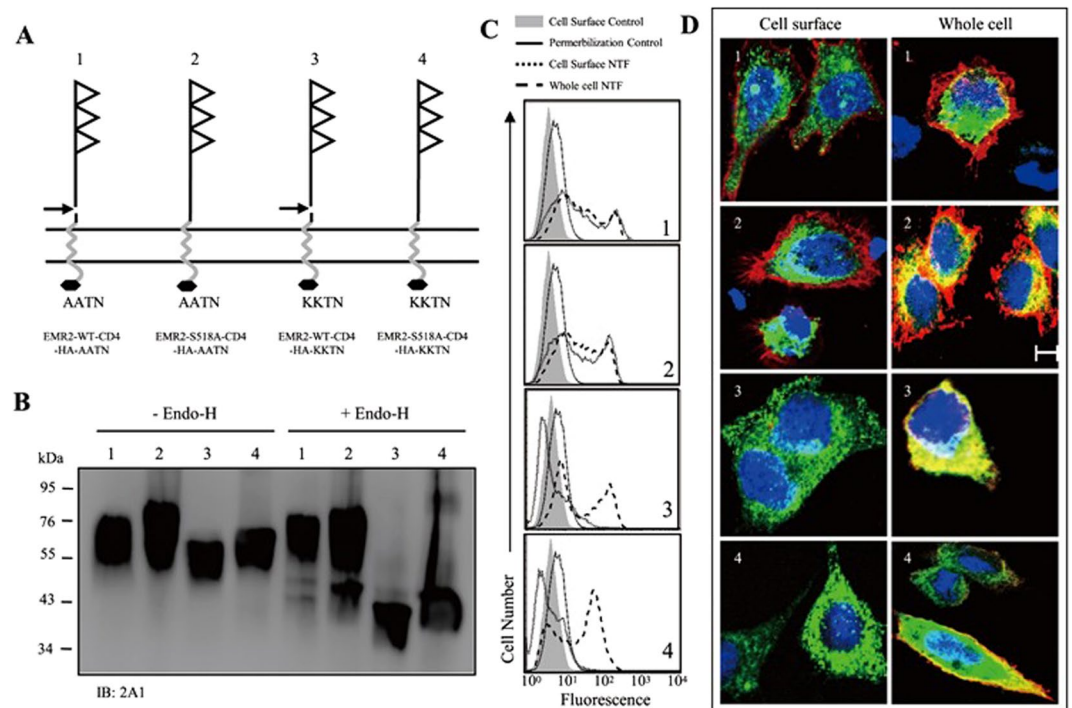 A
1 2 3 4
AATN AATN KKTN KKTN
EMR2-WT-CD4 EMR2-S518A-CD4 EMR2-WT-CD4 EMR2-S518A-CD4
-HA-AATN -HA-AATN -HA-KKTN -HA-KKTN
B
- Endo-H + Endo-H
kDa 1 2 3 4 1 2 3 4
95
76
55
43
34
IB: 2A1
C
Cell Surface Control
Permerbilization Control
Cell Surface NTF
Whole cell NTF
1
2
3
4
Cell Number
10⁰ 10¹ 10² 10³ 10⁴
Fluorescence
D
Cell surface Whole cell
1 1
2 2
3 3
4 4